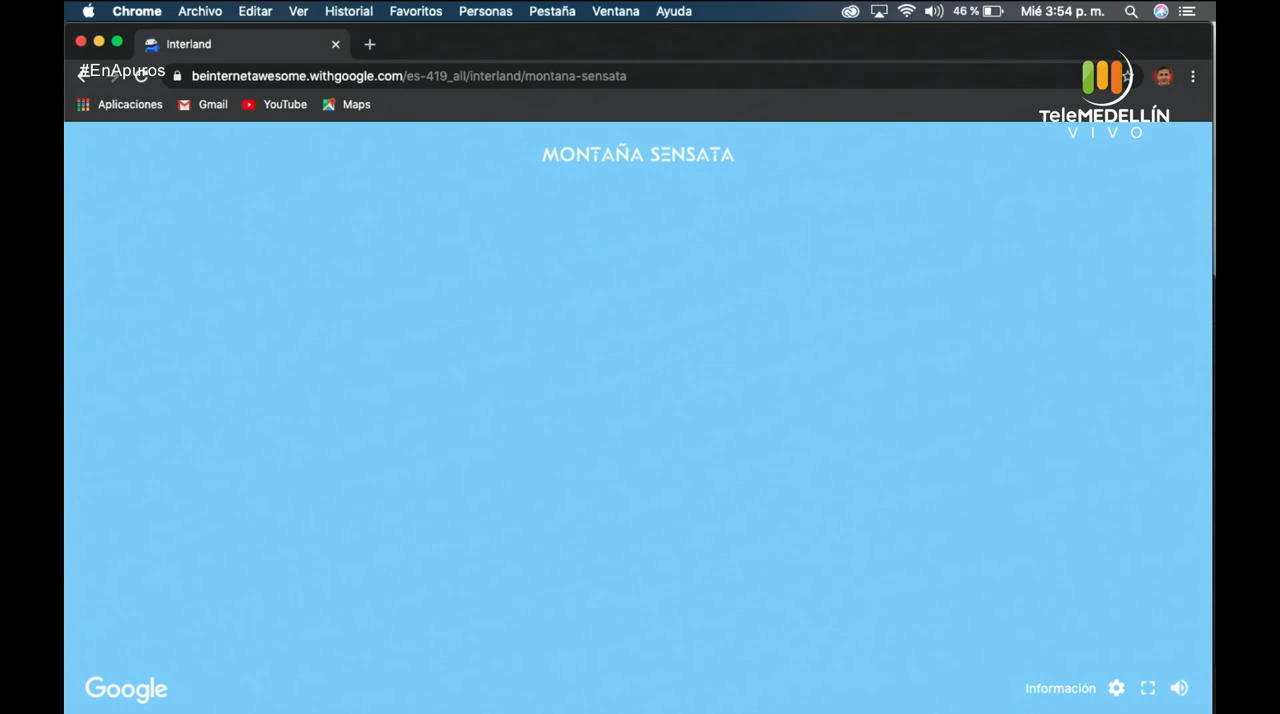 Chrome Archivo Editar Ver Historial Favoritos Personas Pestaña Ventana Ayuda 46 % Mié 3:54 p. m.
Interland
#EnApuros
beinternetawesome.withgoogle.com/es-419_all/interland/montana-sensata
Aplicaciones Gmail YouTube Maps
TeleMEDELLÍN
VIVO
MONTAÑA SENSATA
Google
Información